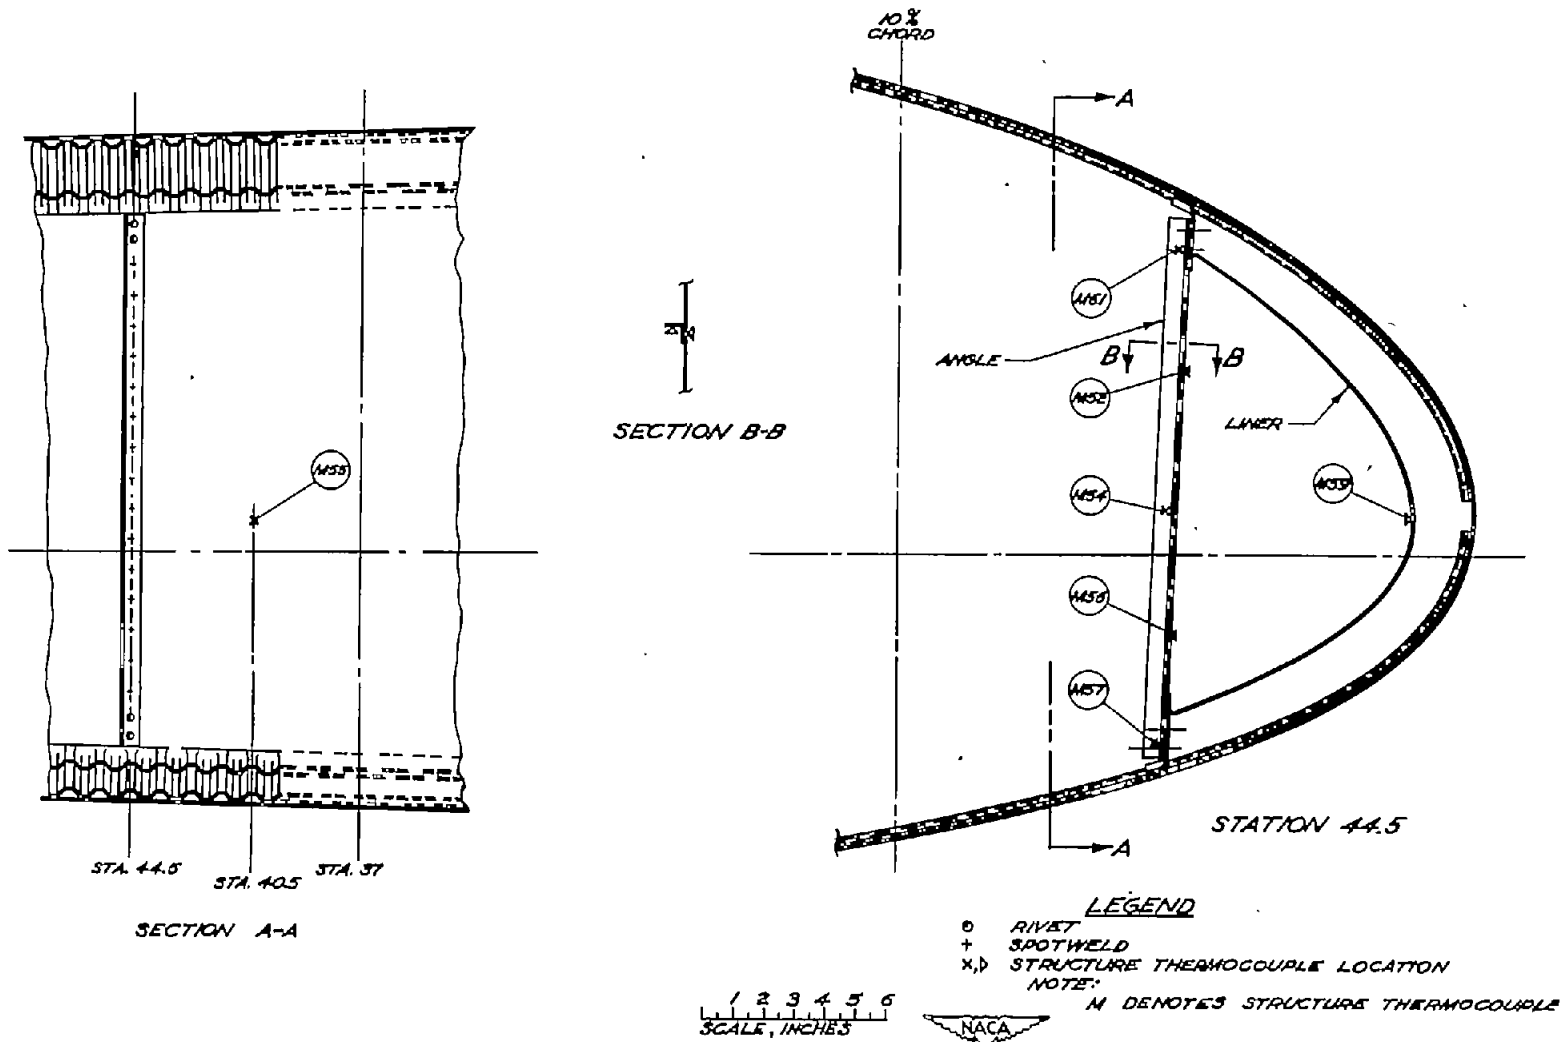 10%
CHORD
A
M51
ANGLE
B
B
M52
LINER
M55
SECTION B-B
M54
M59
M56
M57
STATION 44.5
A
STA. 44.5
STA. 40.5
STA. 37
SECTION A-A
LEGEND
RIVET
+ SPOTWELD
STRUCTURE THERMOCOUPLE LOCATION
NOTE:
M DENOTES STRUCTURE THERMOCOUPLE
1 2 3 4 5 6
SCALE, INCHES
NACA